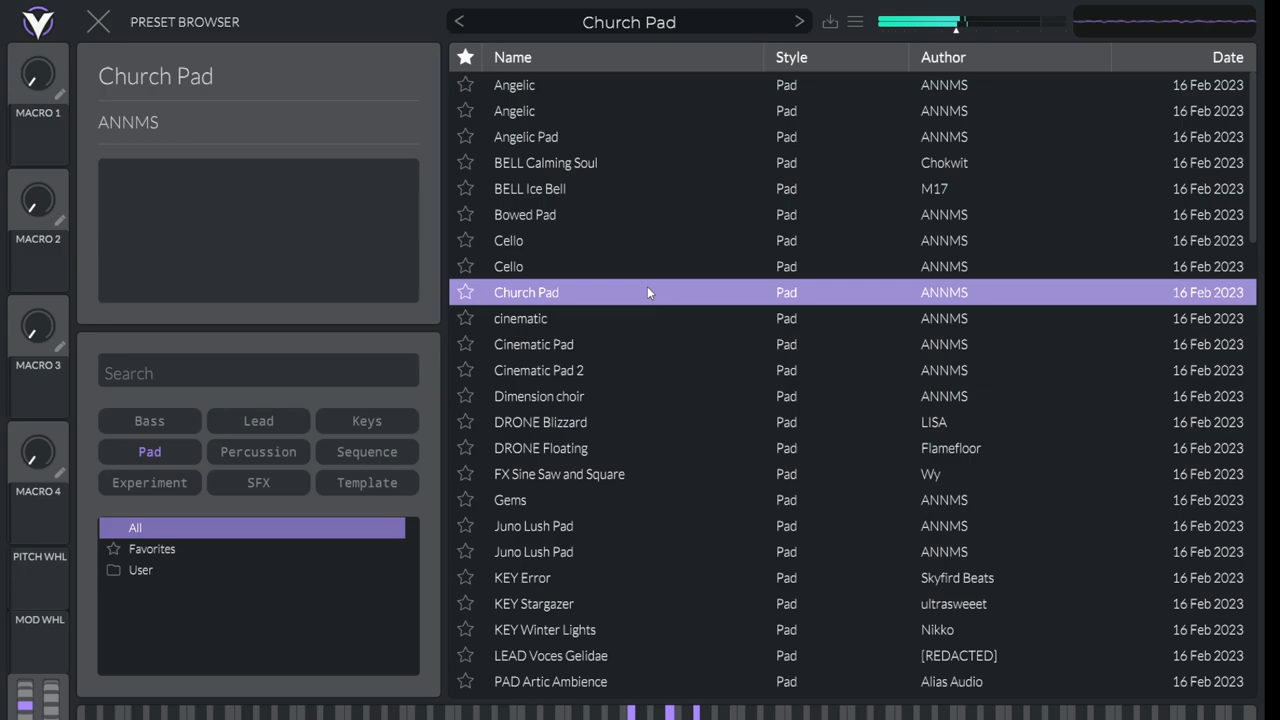 PRESET BROWSER
Church Pad
MACRO 1
MACRO 2
MACRO 3
MACRO 4
PITCH WHL
MOD WHL
Church Pad
ANNMS
Search
Bass Lead Keys
Pad Percussion Sequence
Experiment SFX Template
All
Favorites
User
Name Style Author Date
Angelic Pad ANNMS 16 Feb 2023
Angelic Pad ANNMS 16 Feb 2023
Angelic Pad Pad ANNMS 16 Feb 2023
BELL Calming Soul Pad Chokwit 16 Feb 2023
BELL Ice Bell Pad M17 16 Feb 2023
Bowed Pad Pad ANNMS 16 Feb 2023
Cello Pad ANNMS 16 Feb 2023
Cello Pad ANNMS 16 Feb 2023
Church Pad Pad ANNMS 16 Feb 2023
cinematic Pad ANNMS 16 Feb 2023
Cinematic Pad Pad ANNMS 16 Feb 2023
Cinematic Pad 2 Pad ANNMS 16 Feb 2023
Dimension choir Pad ANNMS 16 Feb 2023
DRONE Blizzard Pad LISA 16 Feb 2023
DRONE Floating Pad Flamefloor 16 Feb 2023
FX Sine Saw and Square Pad Wy 16 Feb 2023
Gems Pad ANNMS 16 Feb 2023
Juno Lush Pad Pad ANNMS 16 Feb 2023
Juno Lush Pad Pad ANNMS 16 Feb 2023
KEY Error Pad Skyfird Beats 16 Feb 2023
KEY Stargazer Pad ultrasweeet 16 Feb 2023
KEY Winter Lights Pad Nikko 16 Feb 2023
LEAD Voces Gelidae Pad [REDACTED] 16 Feb 2023
PAD Artic Ambience Pad Alias Audio 16 Feb 2023